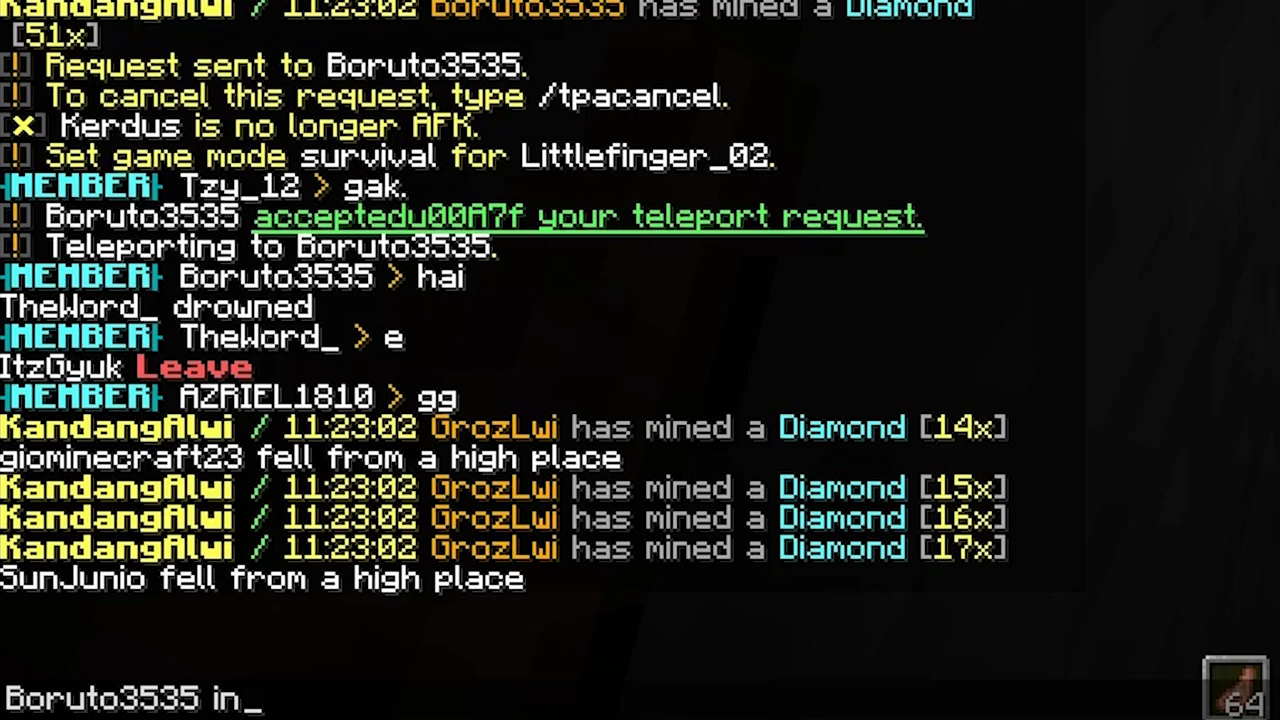 KandangAlwi / 11:23:02 Boruto3535 has mined a Diamond
[51x]
[!] Request sent to Boruto3535.
[!] To cancel this request, type /tpacancel.
[×] Kerdus is no longer AFK.
[!] Set game mode survival for Littlefinger_02.
[MEMBER] Tzy_12 > gak.
[!] Boruto3535 acceptedu00A7f your teleport request.
[!] Teleporting to Boruto3535.
[MEMBER] Boruto3535 > hai
TheWord_ drowned
[MEMBER] TheWord_ > e
ItzGyuk Leave
[MEMBER] AZRIEL1810 > gg
KandangAlwi / 11:23:02 GrozLwi has mined a Diamond [14x]
giominecraft23 fell from a high place
KandangAlwi / 11:23:02 GrozLwi has mined a Diamond [15x]
KandangAlwi / 11:23:02 GrozLwi has mined a Diamond [16x]
KandangAlwi / 11:23:02 GrozLwi has mined a Diamond [17x]
SunJunio fell from a high place
Boruto3535 in_
64